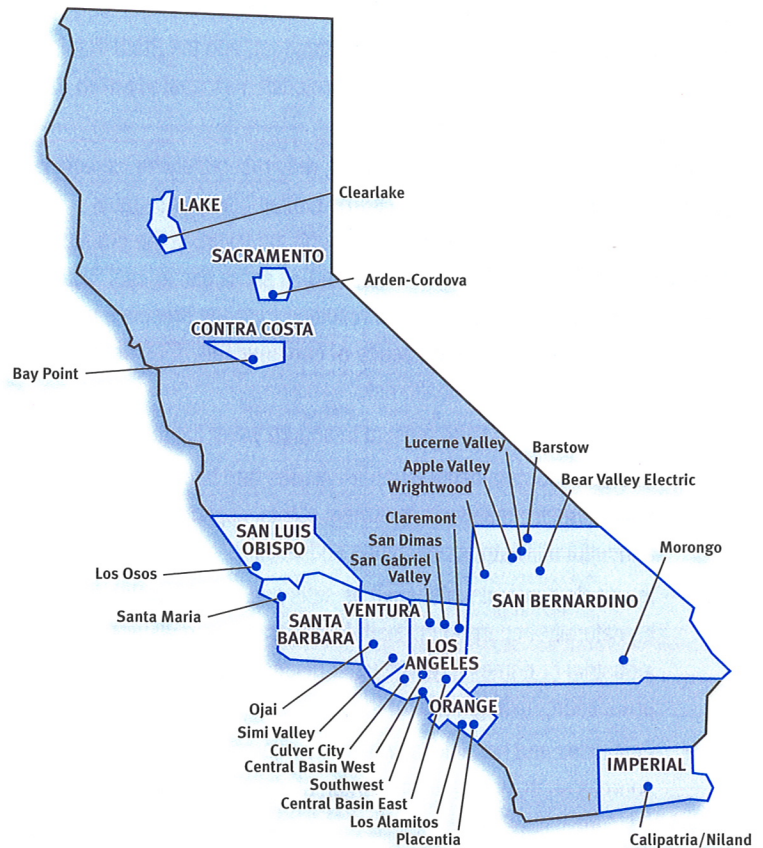 Clearlake
LAKE
SACRAMENTO
Arden-Cordova
CONTRA COSTA
Bay Point
Lucerne Valley
Barstow
Apple Valley
Bear Valley Electric
Wrightwood
Claremont
San Dimas
San Gabriel
Valley
SAN LUIS
OBISPO
Los Osos
Morongo
SAN BERNARDINO
VENTURA
Santa Maria
SANTA
BARBARA
LOS
ANGELES
Ojai
ORANGE
Simi Valley
Culver City
Central Basin West
Southwest
Central Basin East
Los Alamitos
Placentia
IMPERIAL
Calipatria/Niland